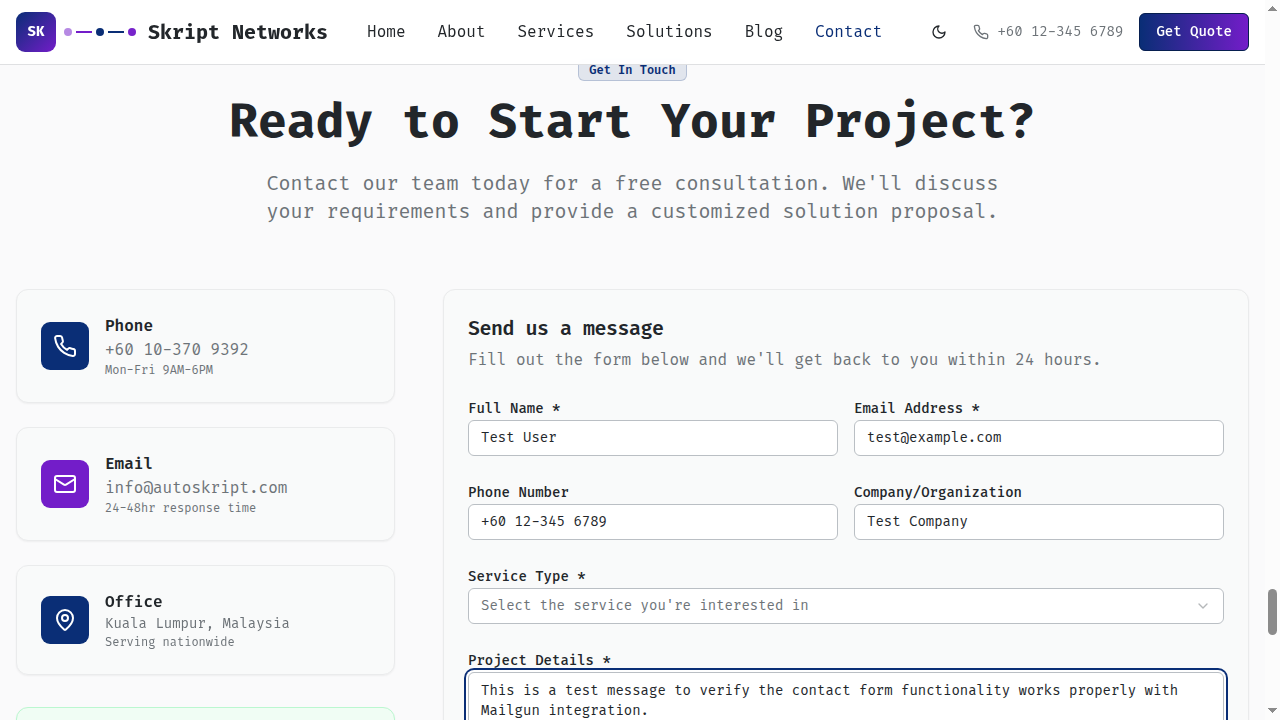 SK
Skript Networks
Home
About
Services
Solutions
Blog
Contact
+60 12-345 6789
Get Quote
Get In Touch
Ready to Start Your Project?
Contact our team today for a free consultation. We'll discuss
your requirements and provide a customized solution proposal.
Phone
+60 10-370 9392
Mon-Fri 9AM-6PM
Email
info@autoskript.com
24-48hr response time
Office
Kuala Lumpur, Malaysia
Serving nationwide
Send us a message
Fill out the form below and we'll get back to you within 24 hours.
Full Name *
Test User
Email Address *
test@example.com
Phone Number
+60 12-345 6789
Company/Organization
Test Company
Service Type *
Select the service you're interested in
Project Details *
This is a test message to verify the contact form functionality works properly with
Mailgun integration.